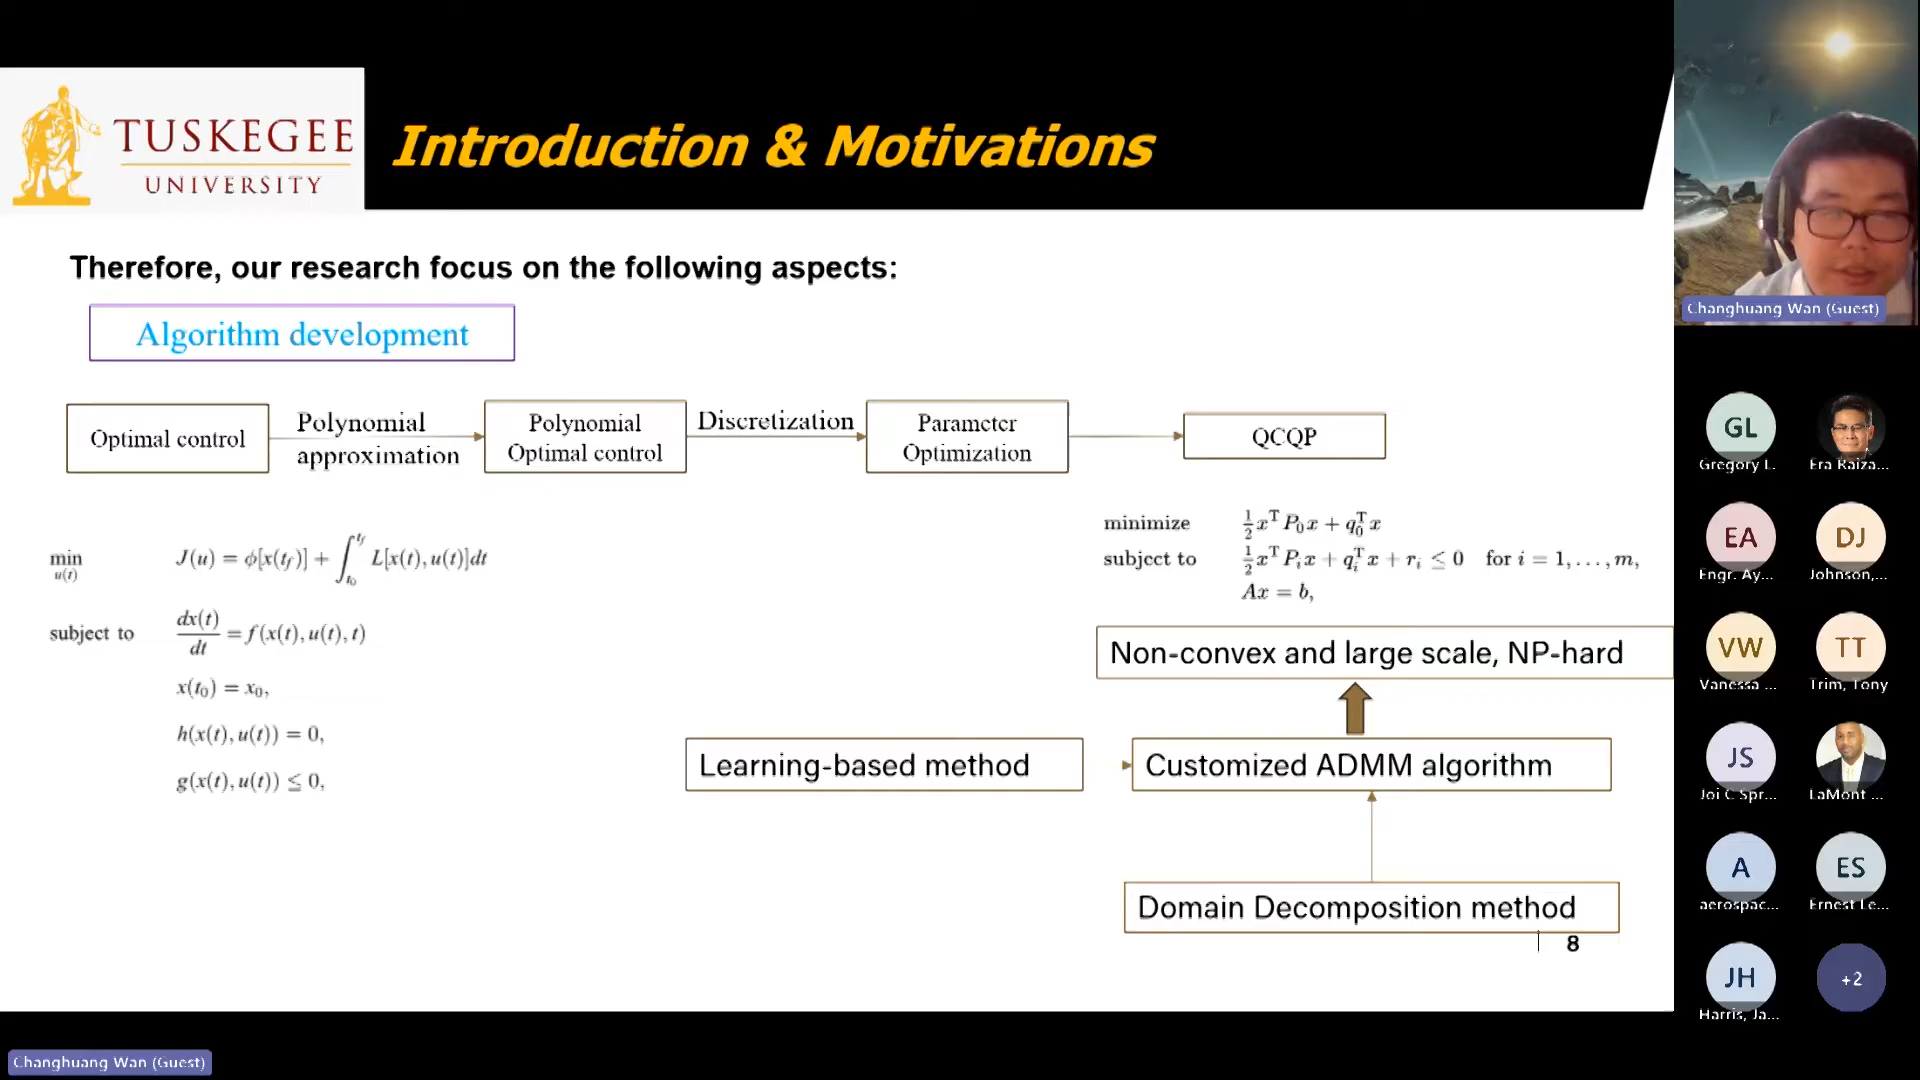 TUSKEGEE
UNIVERSITY
Introduction & Motivations
Therefore, our research focus on the following aspects:
Algorithm development
Optimal control
Polynomial
approximation
Polynomial
Optimal control
Discretization
Parameter
Optimization
QCQP
min
u(t)
J(u) = ϕ[x(t_f)] + ∫_{t_0}^{t_f} L[x(t), u(t)]dt
subject to
dx(t)/dt = f(x(t), u(t), t)
x(t_0) = x_0,
h(x(t), u(t)) = 0,
g(x(t), u(t)) ≤ 0,
minimize ½x^T P_0 x + q_0^T x
subject to ½x^T P_i x + q_i^T x + r_i ≤ 0 for i = 1, . . . , m,
Ax = b,
Non-convex and large scale, NP-hard
Learning-based method
Customized ADMM algorithm
Domain Decomposition method
8
Changhuang Wan (Guest)
GL
Gregory L.
Era Raiza...
EA
Engr. Ay...
DJ
Johnson,...
VW
Vanessa ...
TT
Trim, Tony
JS
Joi C Spr...
LaMont ...
A
aerospac...
ES
Ernest Le...
JH
Harris, Ja...
+2
Changhuang Wan (Guest)